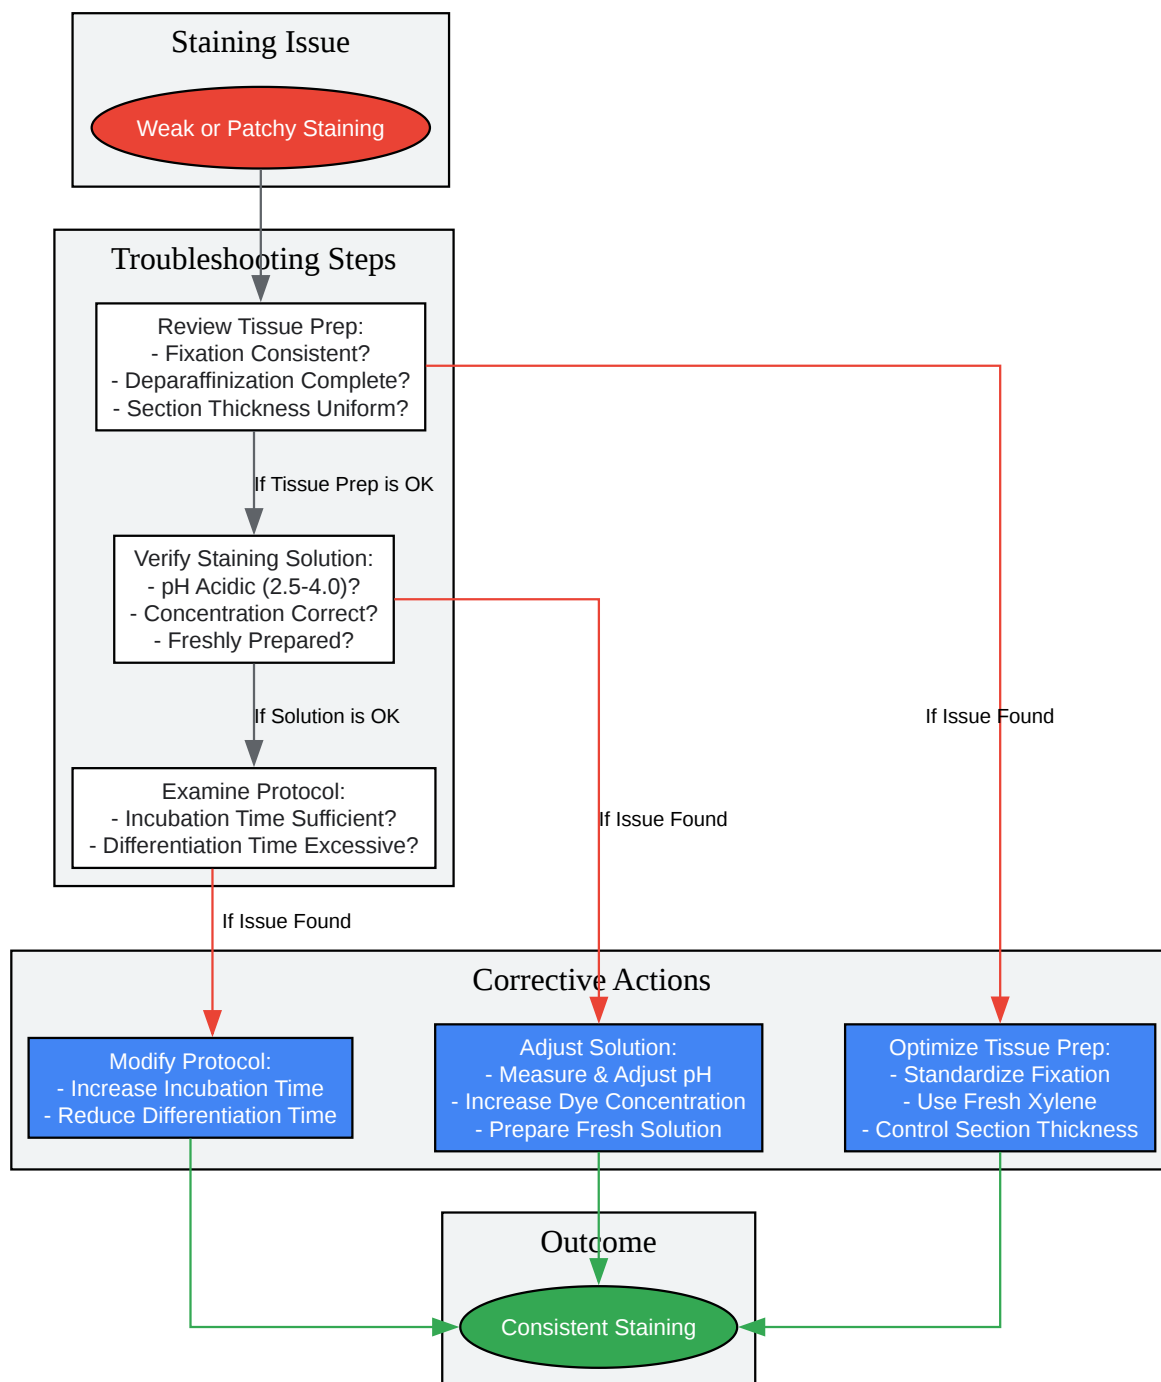 Staining Issue
Weak or Patchy Staining
Troubleshooting Steps
Review Tissue Prep:
- Fixation Consistent?
- Deparaffinization Complete?
- Section Thickness Uniform?
If Tissue Prep is OK
Verify Staining Solution:
- pH Acidic (2.5-4.0)?
- Concentration Correct?
- Freshly Prepared?
If Solution is OK
If Issue Found
Examine Protocol:
- Incubation Time Sufficient?
- Differentiation Time Excessive?
If Issue Found
If Issue Found
Corrective Actions
Modify Protocol:
- Increase Incubation Time
- Reduce Differentiation Time
Adjust Solution:
- Measure & Adjust pH
- Increase Dye Concentration
- Prepare Fresh Solution
Optimize Tissue Prep:
- Standardize Fixation
- Use Fresh Xylene
- Control Section Thickness
Outcome
Consistent Staining